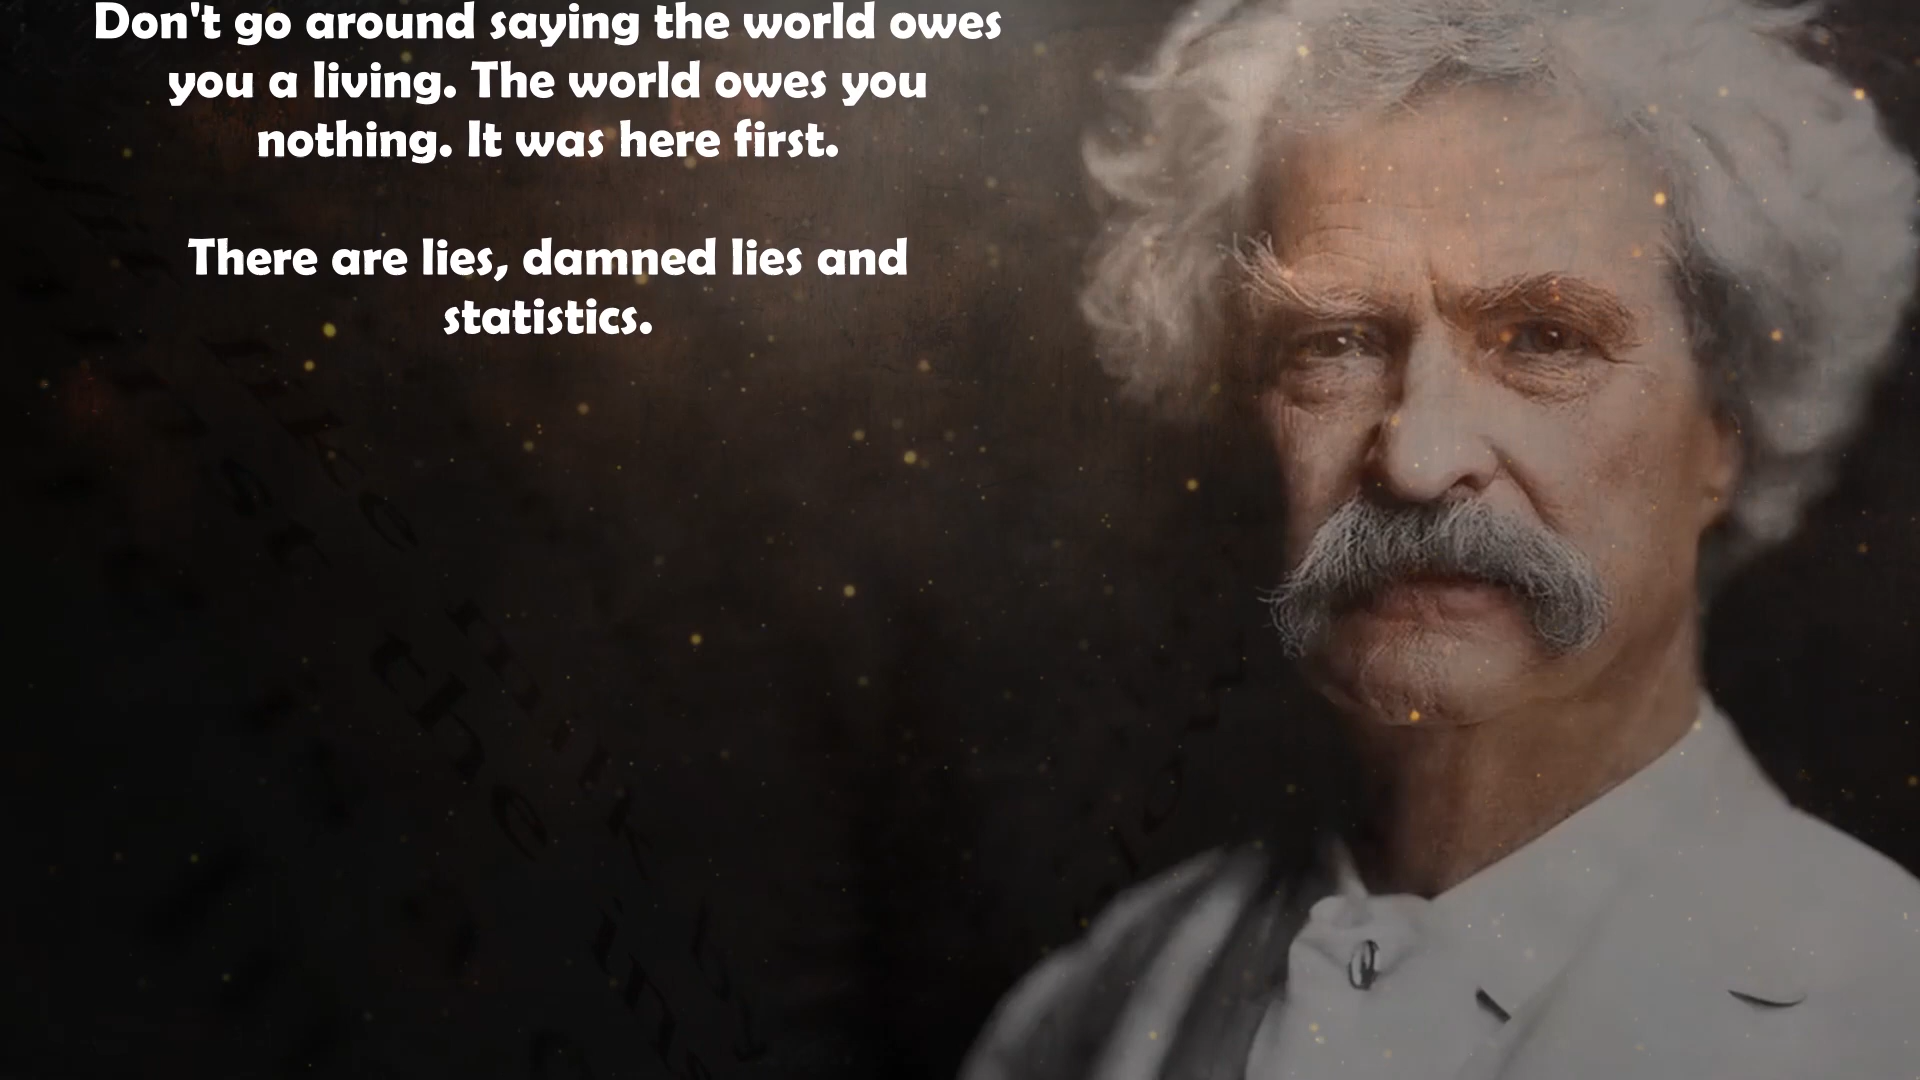 Don't go around saying the world owes
you a living. The world owes you
nothing. It was here first.
There are lies, damned lies and
statistics.
the